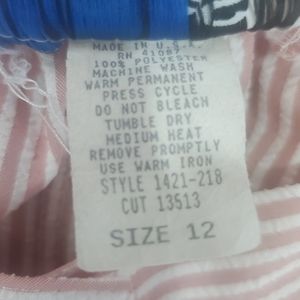 MADE IN U.S.A.
RN 41087
100% POLYESTER
MACHINE WASH
WARM PERMANENT
PRESS CYCLE
DO NOT BLEACH
TUMBLE DRY
MEDIUM HEAT
REMOVE PROMPTLY
USE WARM IRON
STYLE 1421-218
CUT 13513
SIZE 12